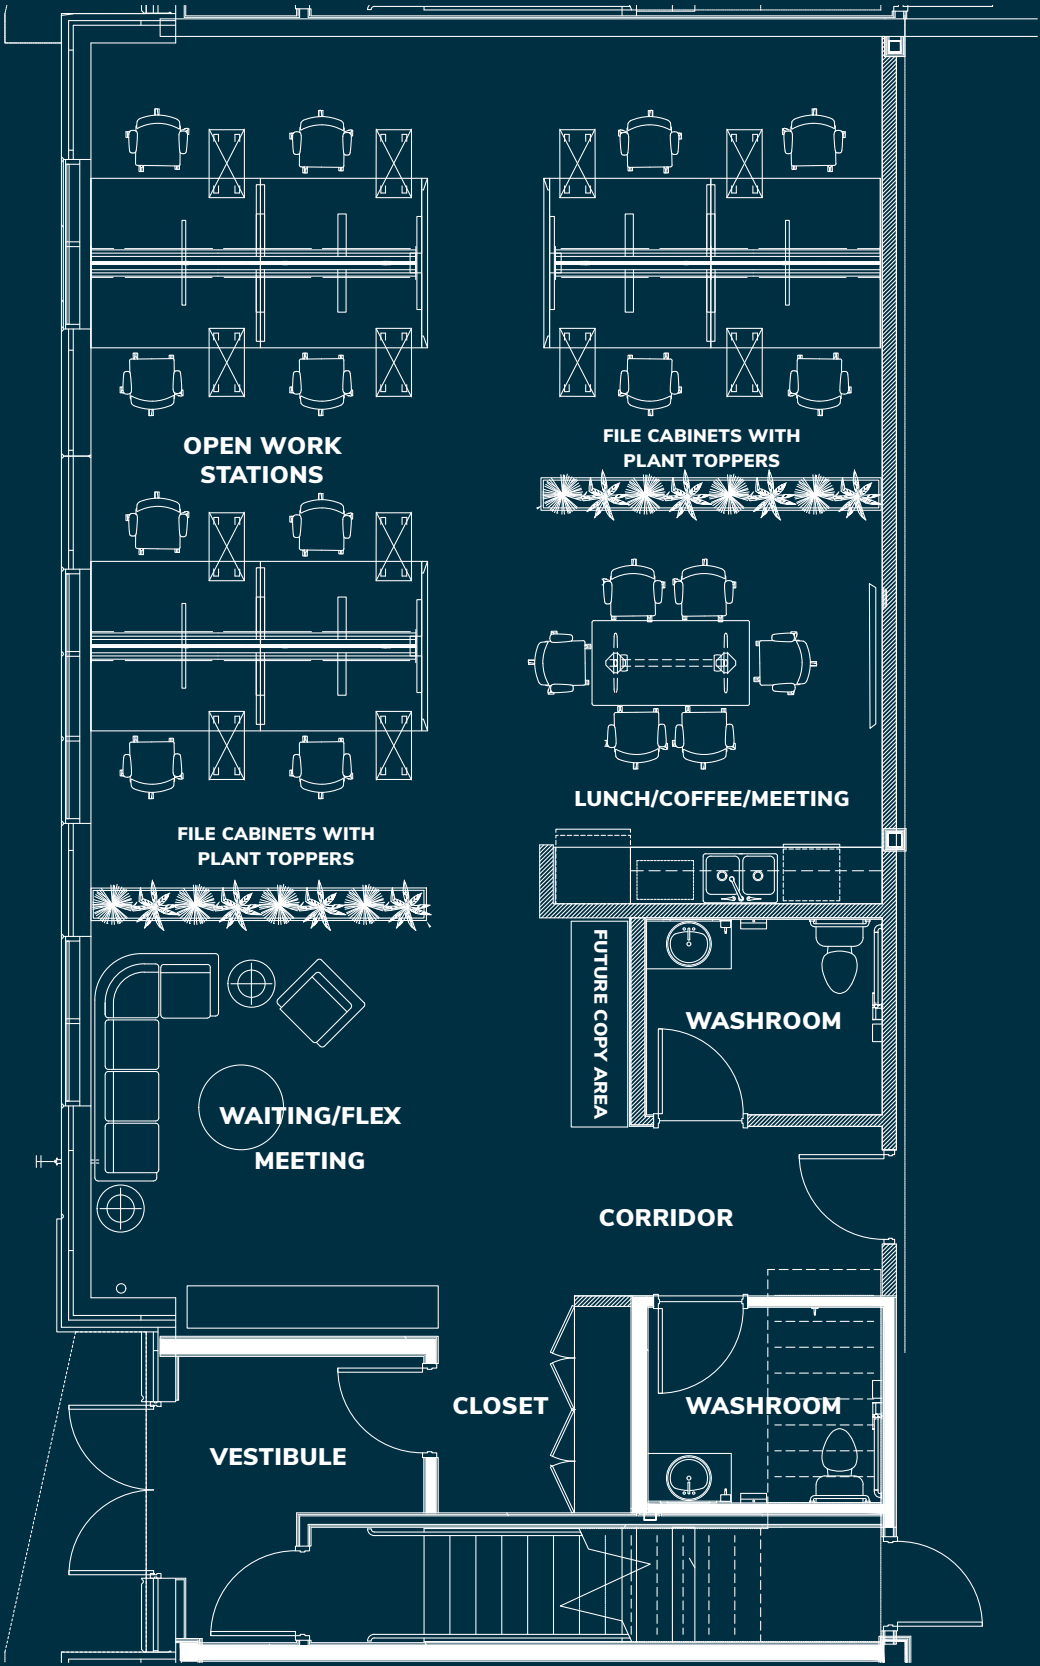 OPEN WORK
STATIONS
FILE CABINETS WITH
PLANT TOPPERS
LUNCH/COFFEE/MEETING
FILE CABINETS WITH
PLANT TOPPERS
FUTURE COPY AREA
WASHROOM
WAITING/FLEX
MEETING
CORRIDOR
CLOSET
WASHROOM
VESTIBULE